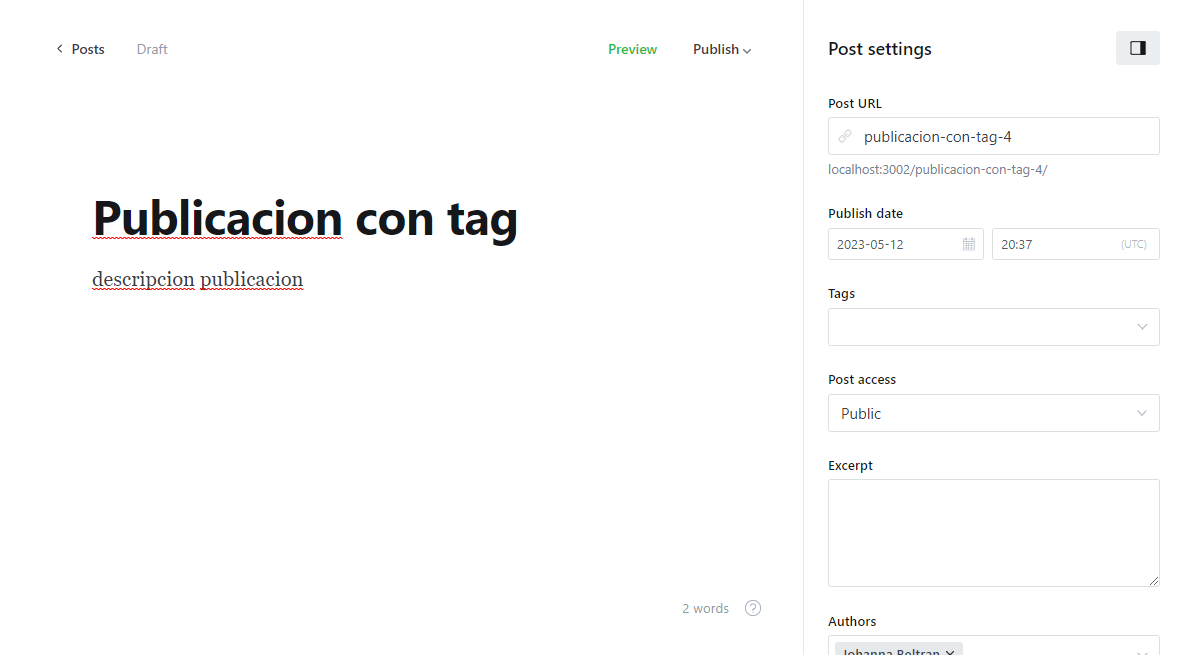 Posts Draft Preview Publish
Publicacion con tag
descripcion publicacion
2 words ?
Post settings
Post URL
publicacion-con-tag-4
localhost:3002/publicacion-con-tag-4/
Publish date
2023-05-12 20:37 (UTC)
Tags
Post access
Public
Excerpt
Authors
Johanna Beltran ×